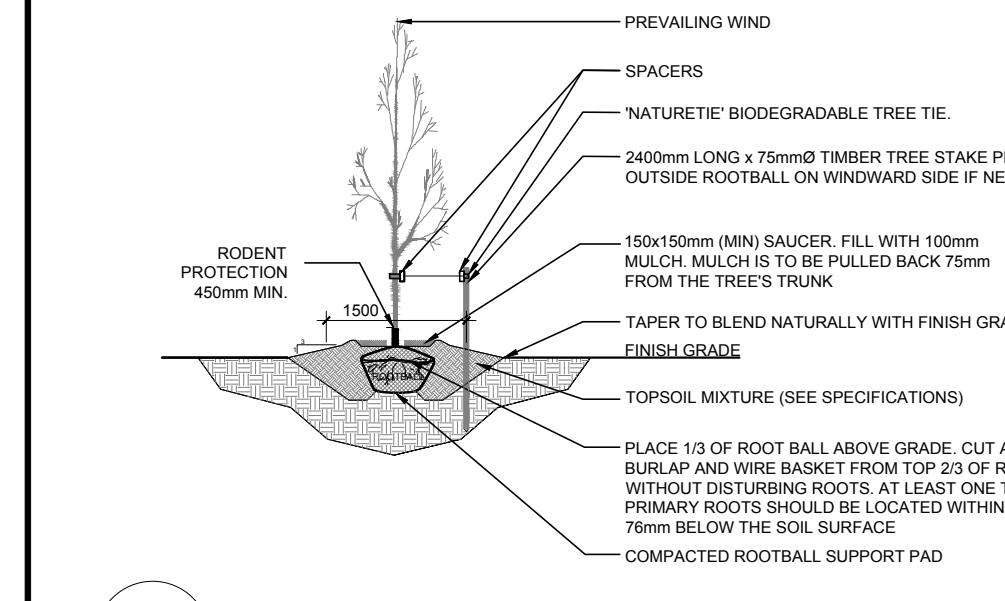 PREVAILING WIND
SPACERS
'NATURETIE' BIODEGRADABLE TREE TIE.
2400mm LONG x 75mmØ TIMBER TREE STAKE
OUTSIDE ROOTBALL ON WINDWARD SIDE IF
150x150mm (MIN) SAUCER. FILL WITH 100mm
MULCH. MULCH IS TO BE PULLED BACK 75mm
FROM THE TREE'S TRUNK
RODENT
PROTECTION
450mm MIN.
1500
3
1
TAPER TO BLEND NATURALLY WITH FINISH
FINISH GRADE
ROOTBALL
TOPSOIL MIXTURE (SEE SPECIFICATIONS)
PLACE 1/3 OF ROOT BALL ABOVE GRADE. CUT
BURLAP AND WIRE BASKET FROM TOP 2/3 OF
WITHOUT DISTURBING ROOTS. AT LEAST ONE
PRIMARY ROOTS SHOULD BE LOCATED WITHIN
76mm BELOW THE SOIL SURFACE
COMPACTED ROOTBALL SUPPORT PAD